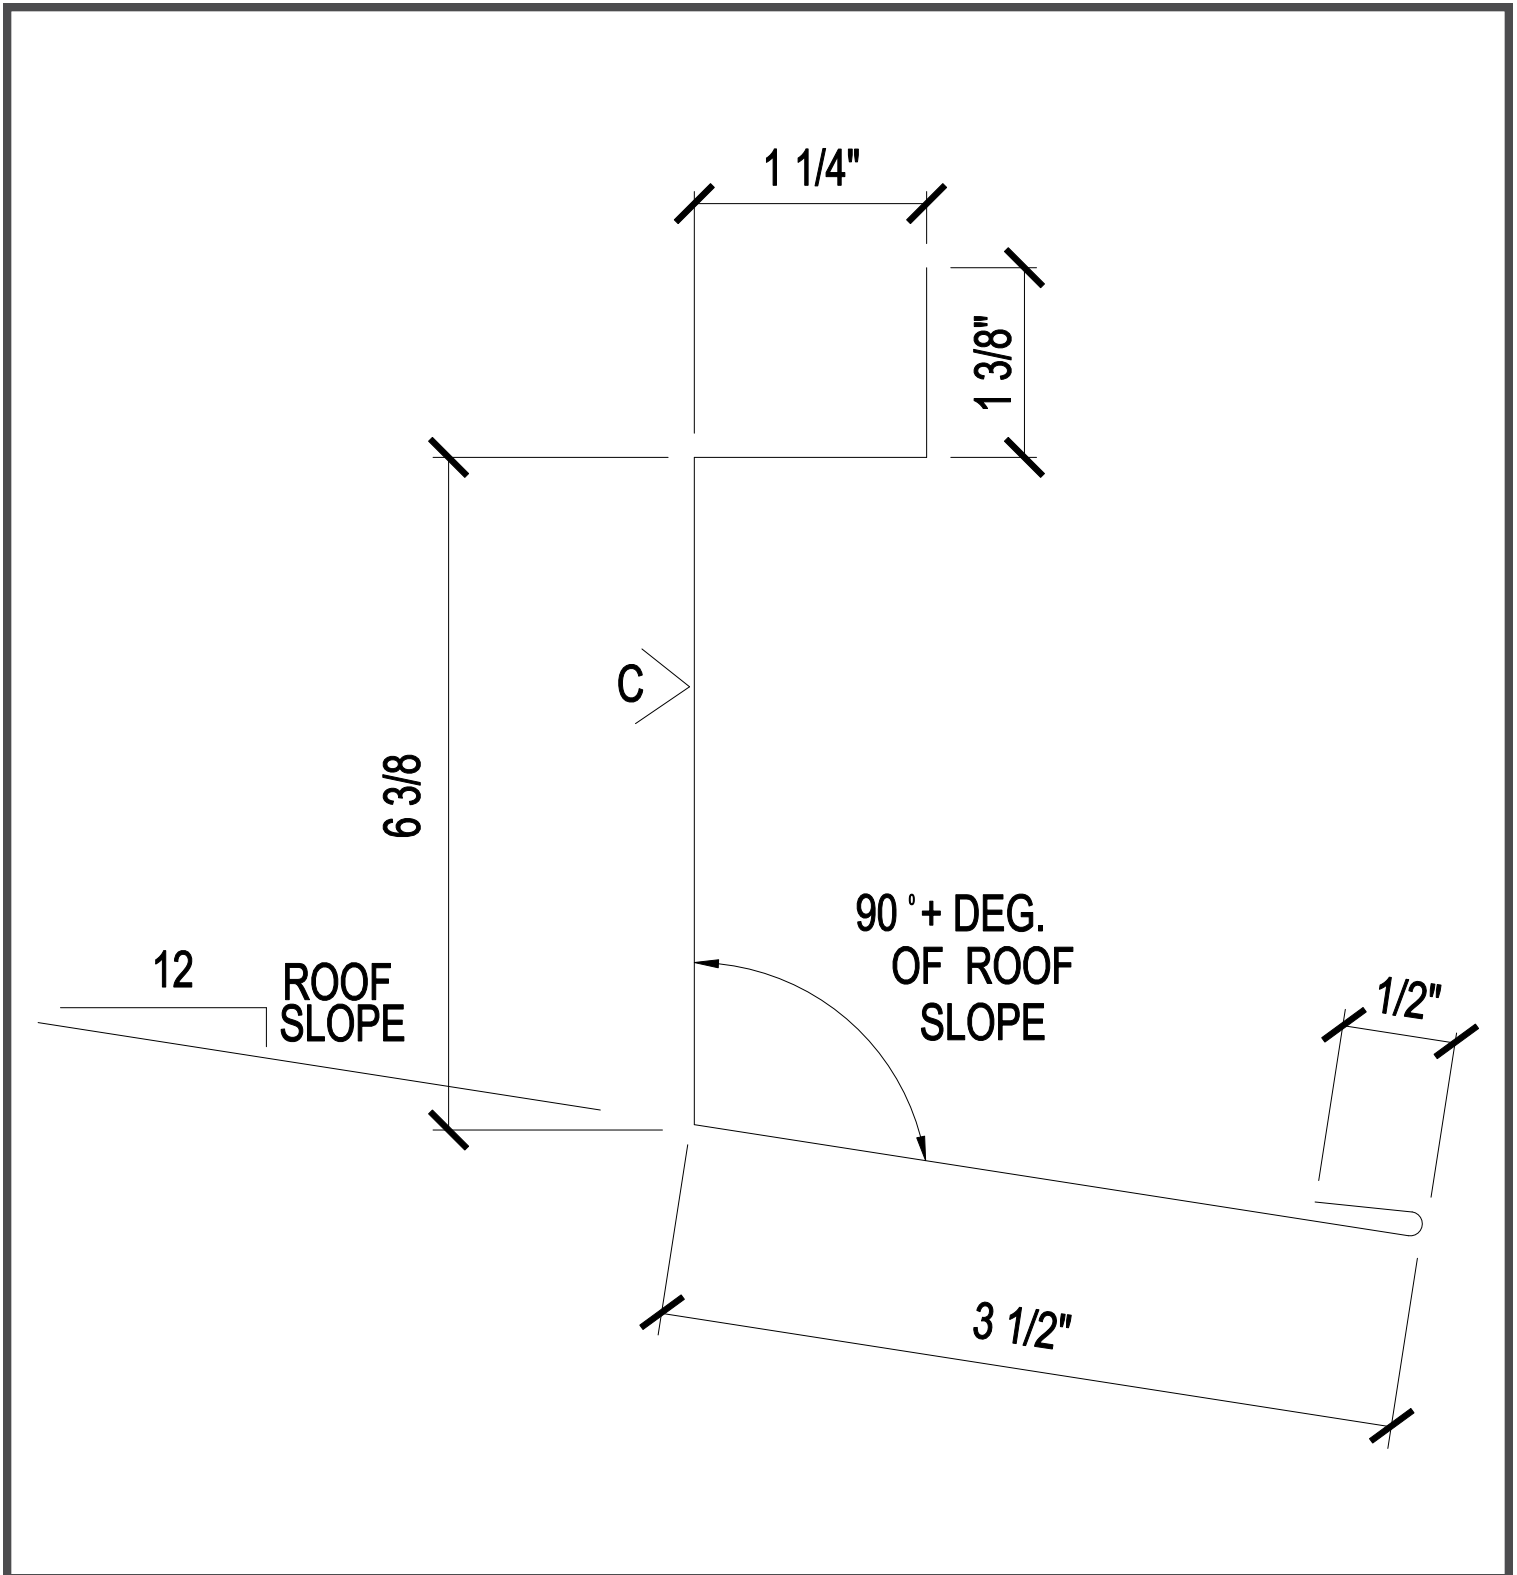 1 1/4"
1 3/8"
C
6 3/8
90 °+ DEG.
OF ROOF
SLOPE
12
ROOF
SLOPE
1/2"
3 1/2"